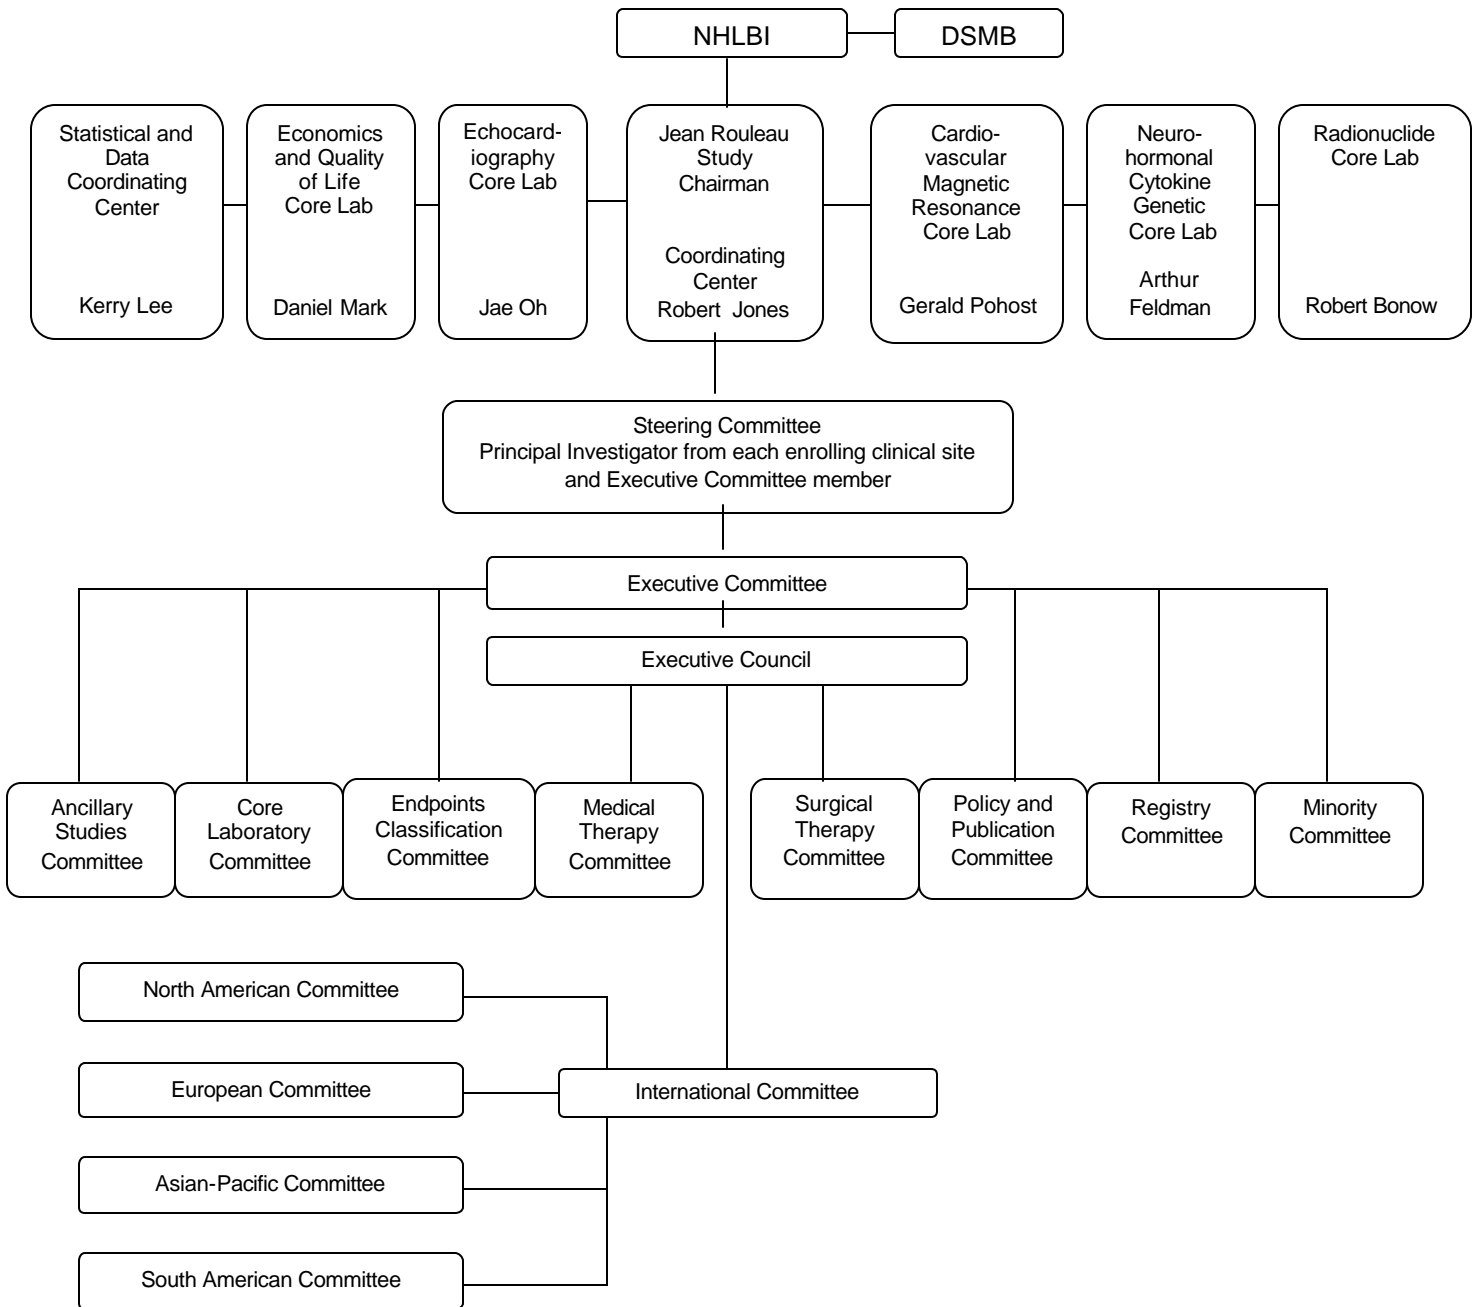 NHLBI
DSMB
Statistical and
Data
Coordinating
Center
Kerry Lee
Economics
and Quality
of Life
Core Lab
Daniel Mark
Echocard-
iography
Core Lab
Jae Oh
Jean Rouleau
Study
Chairman
Coordinating
Center
Robert Jones
Cardio-
vascular
Magnetic
Resonance
Core Lab
Gerald Pohost
Neuro-
hormonal
Cytokine
Genetic
Core Lab
Arthur
Feldman
Radionuclide
Core Lab
Robert Bonow
Steering Committee
Principal Investigator from each enrolling clinical site
and Executive Committee member
Executive Committee
Executive Council
Ancillary
Studies
Committee
Core
Laboratory
Committee
Endpoints
Classification
Committee
Medical
Therapy
Committee
Surgical
Therapy
Committee
Policy and
Publication
Committee
Registry
Committee
Minority
Committee
North American Committee
European Committee
International Committee
Asian-Pacific Committee
South American Committee